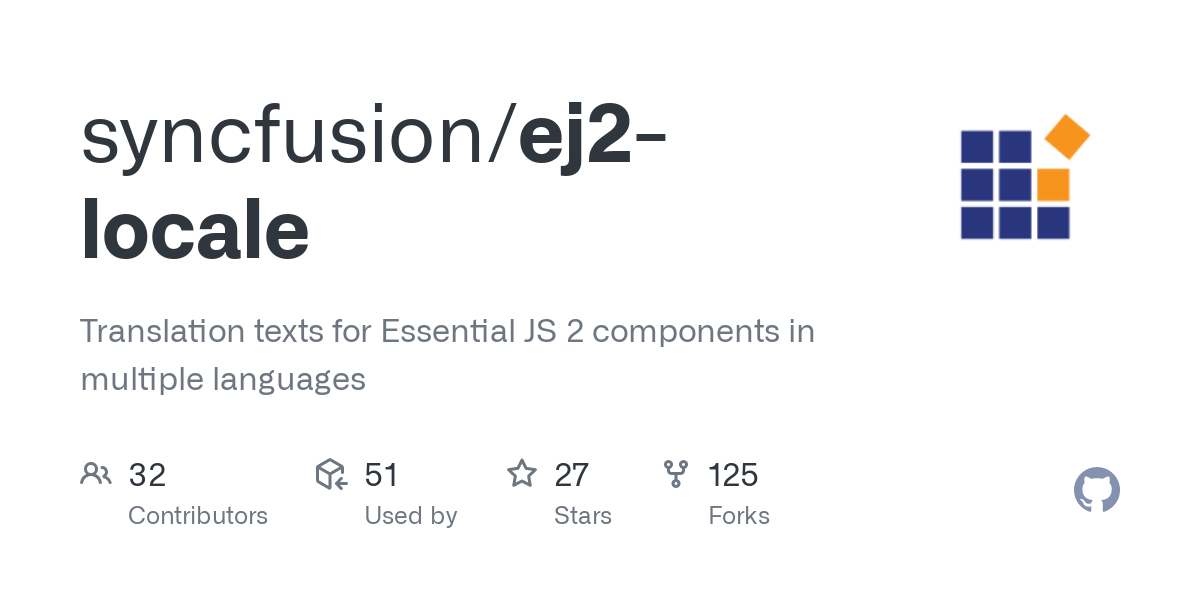 syncfusion/ej2-
locale
Translation texts for Essential JS 2 components in
multiple languages
32 51 27 125
Contributors Used by Stars Forks